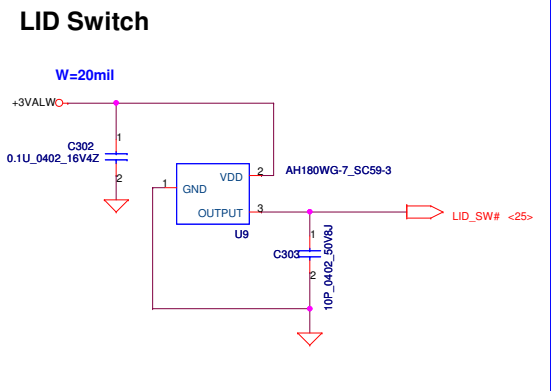 LID Switch
W=20mil
+3VALW
C302
0.1U_0402_16V4Z
1
2
1
GND
VDD
2
AH180WG-7_SC59-3
OUTPUT
3
U9
LID_SW# <25>
C303
1
2
10P_0402_50V8J